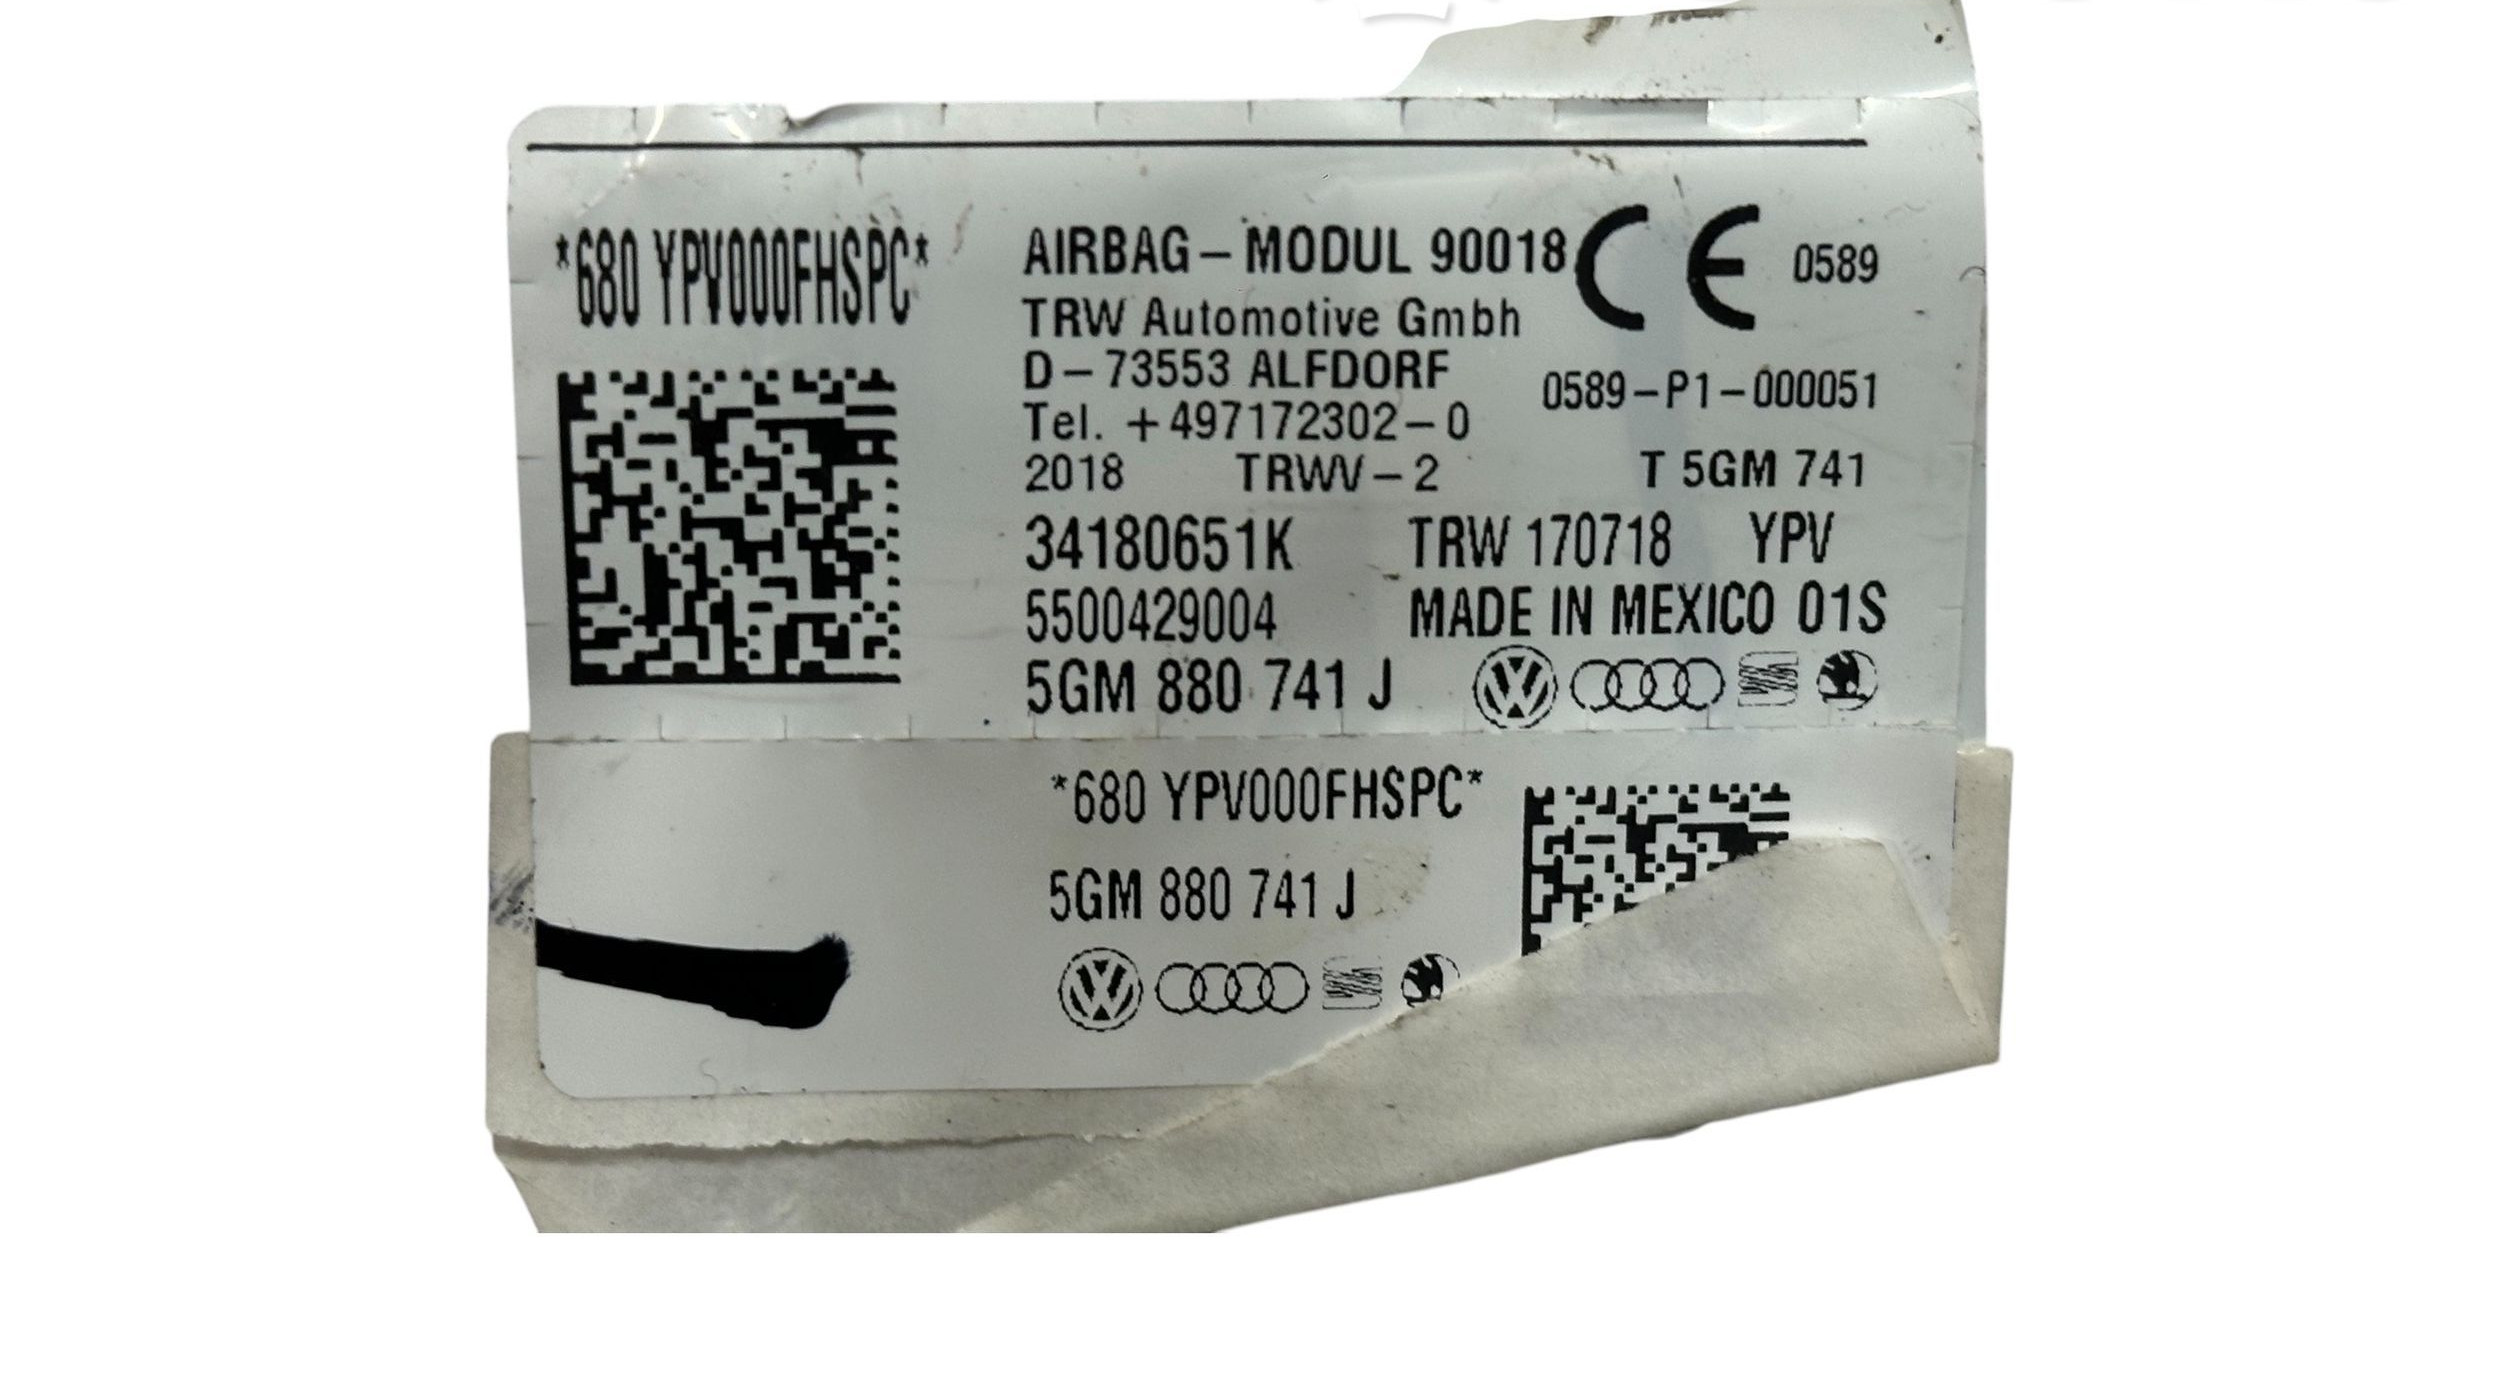 *680 YPV000FHSPC*
AIRBAG – MODUL 90018 CE 0589
TRW Automotive Gmbh
D – 73553 ALFDORF
0589 – P1 – 000051
Tel. +497172302 – 0
2018 TRWV – 2 T 5GM 741
34180651K TRW 170718 YPV
5500429004 MADE IN MEXICO 01S
5GM 880 741 J
*680 YPV000FHSPC*
5GM 880 741 J